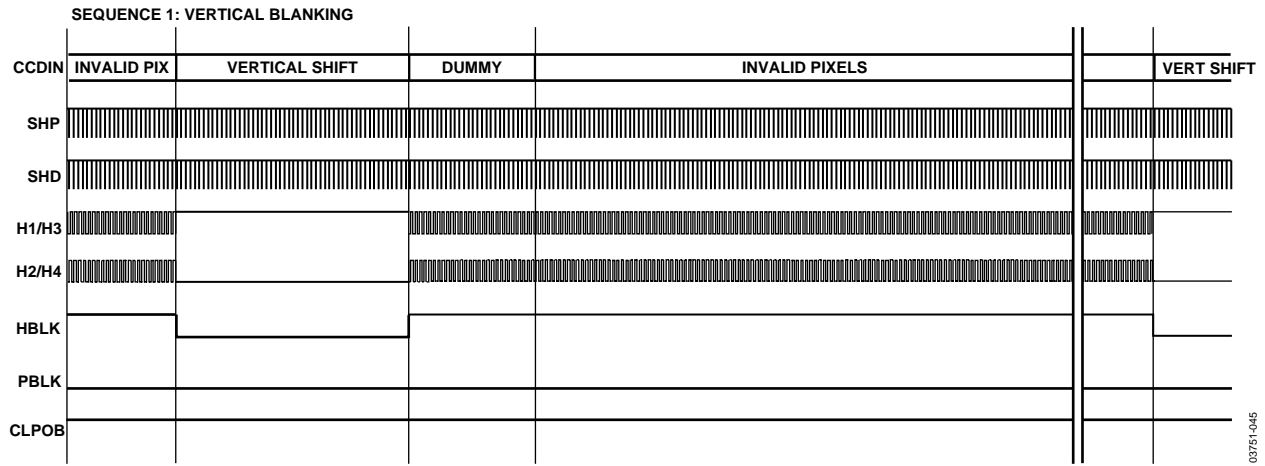 SEQUENCE 1: VERTICAL BLANKING
CCDIN INVALID PIX VERTICAL SHIFT DUMMY INVALID PIXELS VERT SHIFT
SHP
SHD
H1/H3
H2/H4
HBLK
PBLK
CLPOB
03751-045